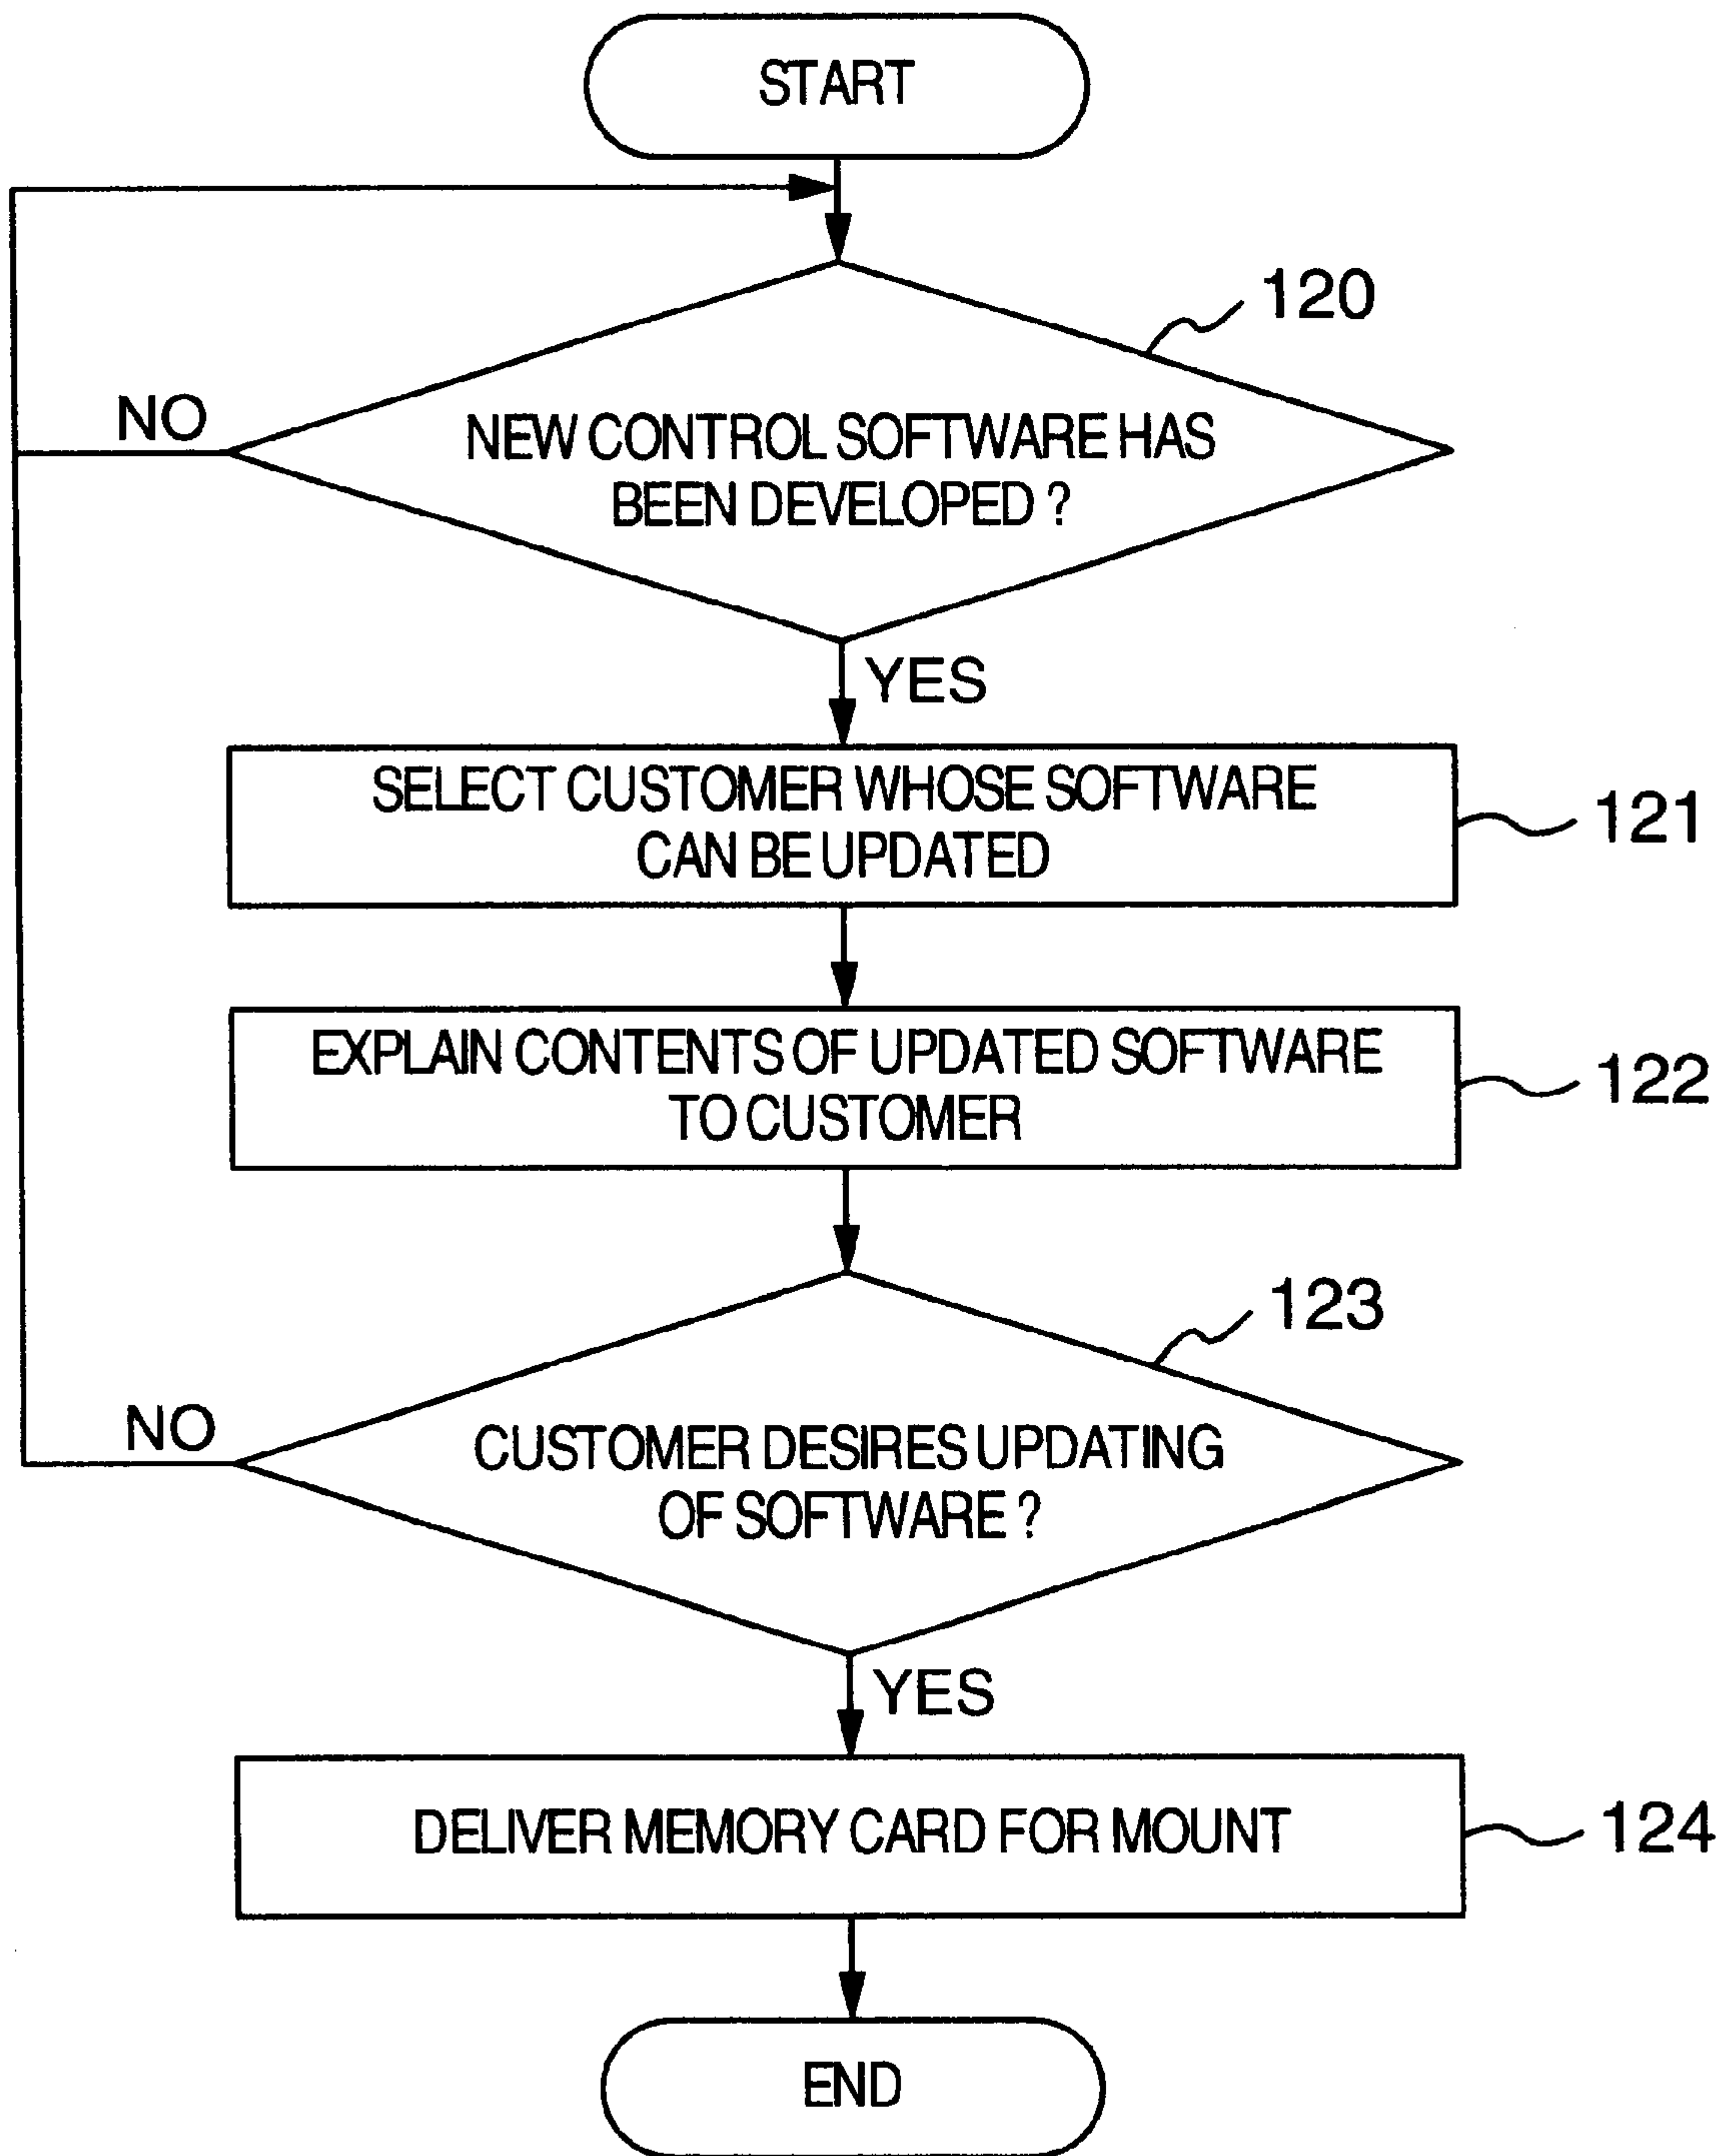 START
120
NO
NEW CONTROL SOFTWARE HAS
BEEN DEVELOPED ?
YES
SELECT CUSTOMER WHOSE SOFTWARE
CAN BE UPDATED
121
EXPLAIN CONTENTS OF UPDATED SOFTWARE
TO CUSTOMER
122
123
NO
CUSTOMER DESIRES UPDATING
OF SOFTWARE ?
YES
DELIVER MEMORY CARD FOR MOUNT
124
END